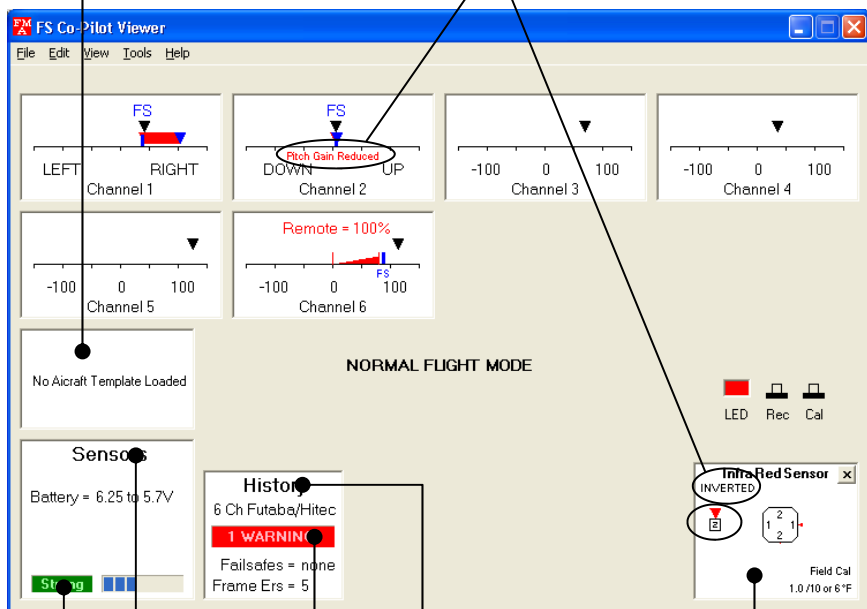 FMA FS Co-Pilot Viewer
File Edit View Tools Help
FS
LEFT RIGHT
Channel 1
FS
Pitch Gain Reduced
DOWN UP
Channel 2
-100 0 100
Channel 3
-100 0 100
Channel 4
-100 0 100
Channel 5
Remote = 100%
FS
-100 0 100
Channel 6
No Aicraft Template Loaded
NORMAL FLIGHT MODE
LED Rec Cal
Sensors
Battery = 6.25 to 5.7V
Strong
History
6 Ch Futaba/Hitec
1 WARNING
Failsafes = none
Frame Ers = 5
Infra Red Sensor x
INVERTED
2
2
1 1
2
Field Cal
1.0 /10 or 6 °F